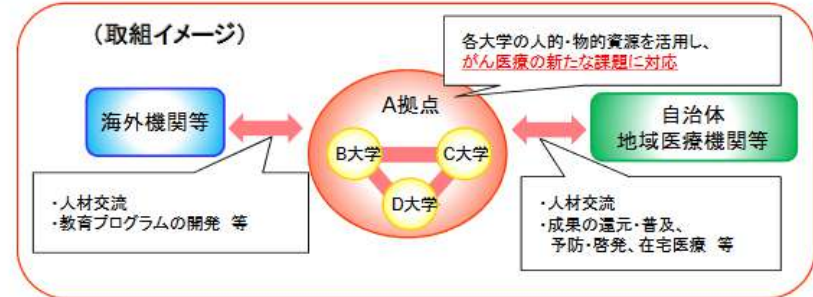 （取組イメージ）
各大学の人的・物的資源を活用し、
がん医療の新たな課題に対応
海外機関等
A拠点
B大学
C大学
D大学
自治体
地域医療機関等
・人材交流
・教育プログラムの開発 等
・人材交流
・成果の還元・普及、
予防・啓発、在宅医療 等